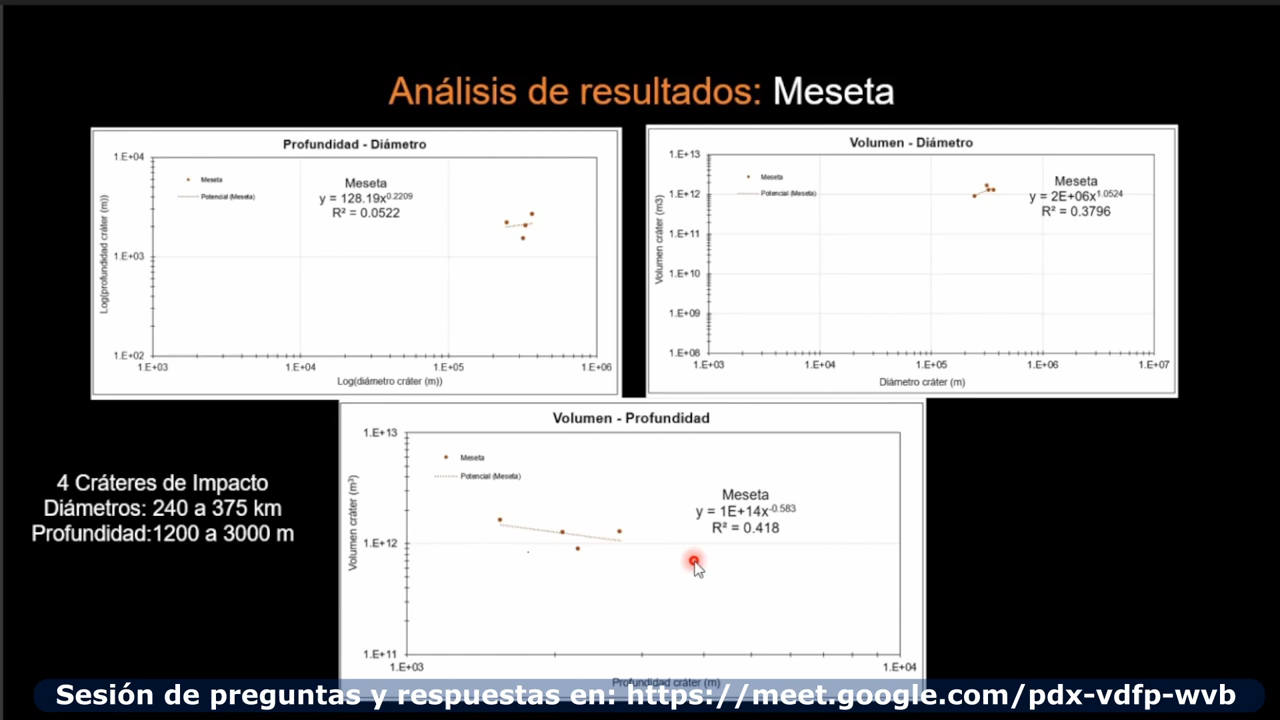 Análisis de resultados: Meseta
Profundidad - Diámetro
1.E+04
1.E+03
1.E+02
Log(profundidad cráter (m))
Meseta
Potencial (Meseta)
Meseta
y = 128.19x^0.2209
R² = 0.0522
1.E+03
1.E+04
1.E+05
1.E+06
Log(diámetro cráter (m))
Volumen - Diámetro
1.E+13
1.E+12
1.E+11
1.E+10
1.E+09
1.E+08
Volumen cráter (m3)
Meseta
Potencial (Meseta)
Meseta
y = 2E+06x^1.0524
R² = 0.3796
1.E+03
1.E+04
1.E+05
1.E+06
1.E+07
Diámetro cráter (m)
4 Cráteres de Impacto
Diámetros: 240 a 375 km
Profundidad:1200 a 3000 m
Volumen - Profundidad
1.E+13
1.E+12
1.E+11
Volumen cráter (m³)
Meseta
Potencial (Meseta)
Meseta
y = 1E+14x^-0.583
R² = 0.418
1.E+03
1.E+04
Profundidad cráter (m)
Sesión de preguntas y respuestas en: https://meet.google.com/pdx-vdfp-wvb